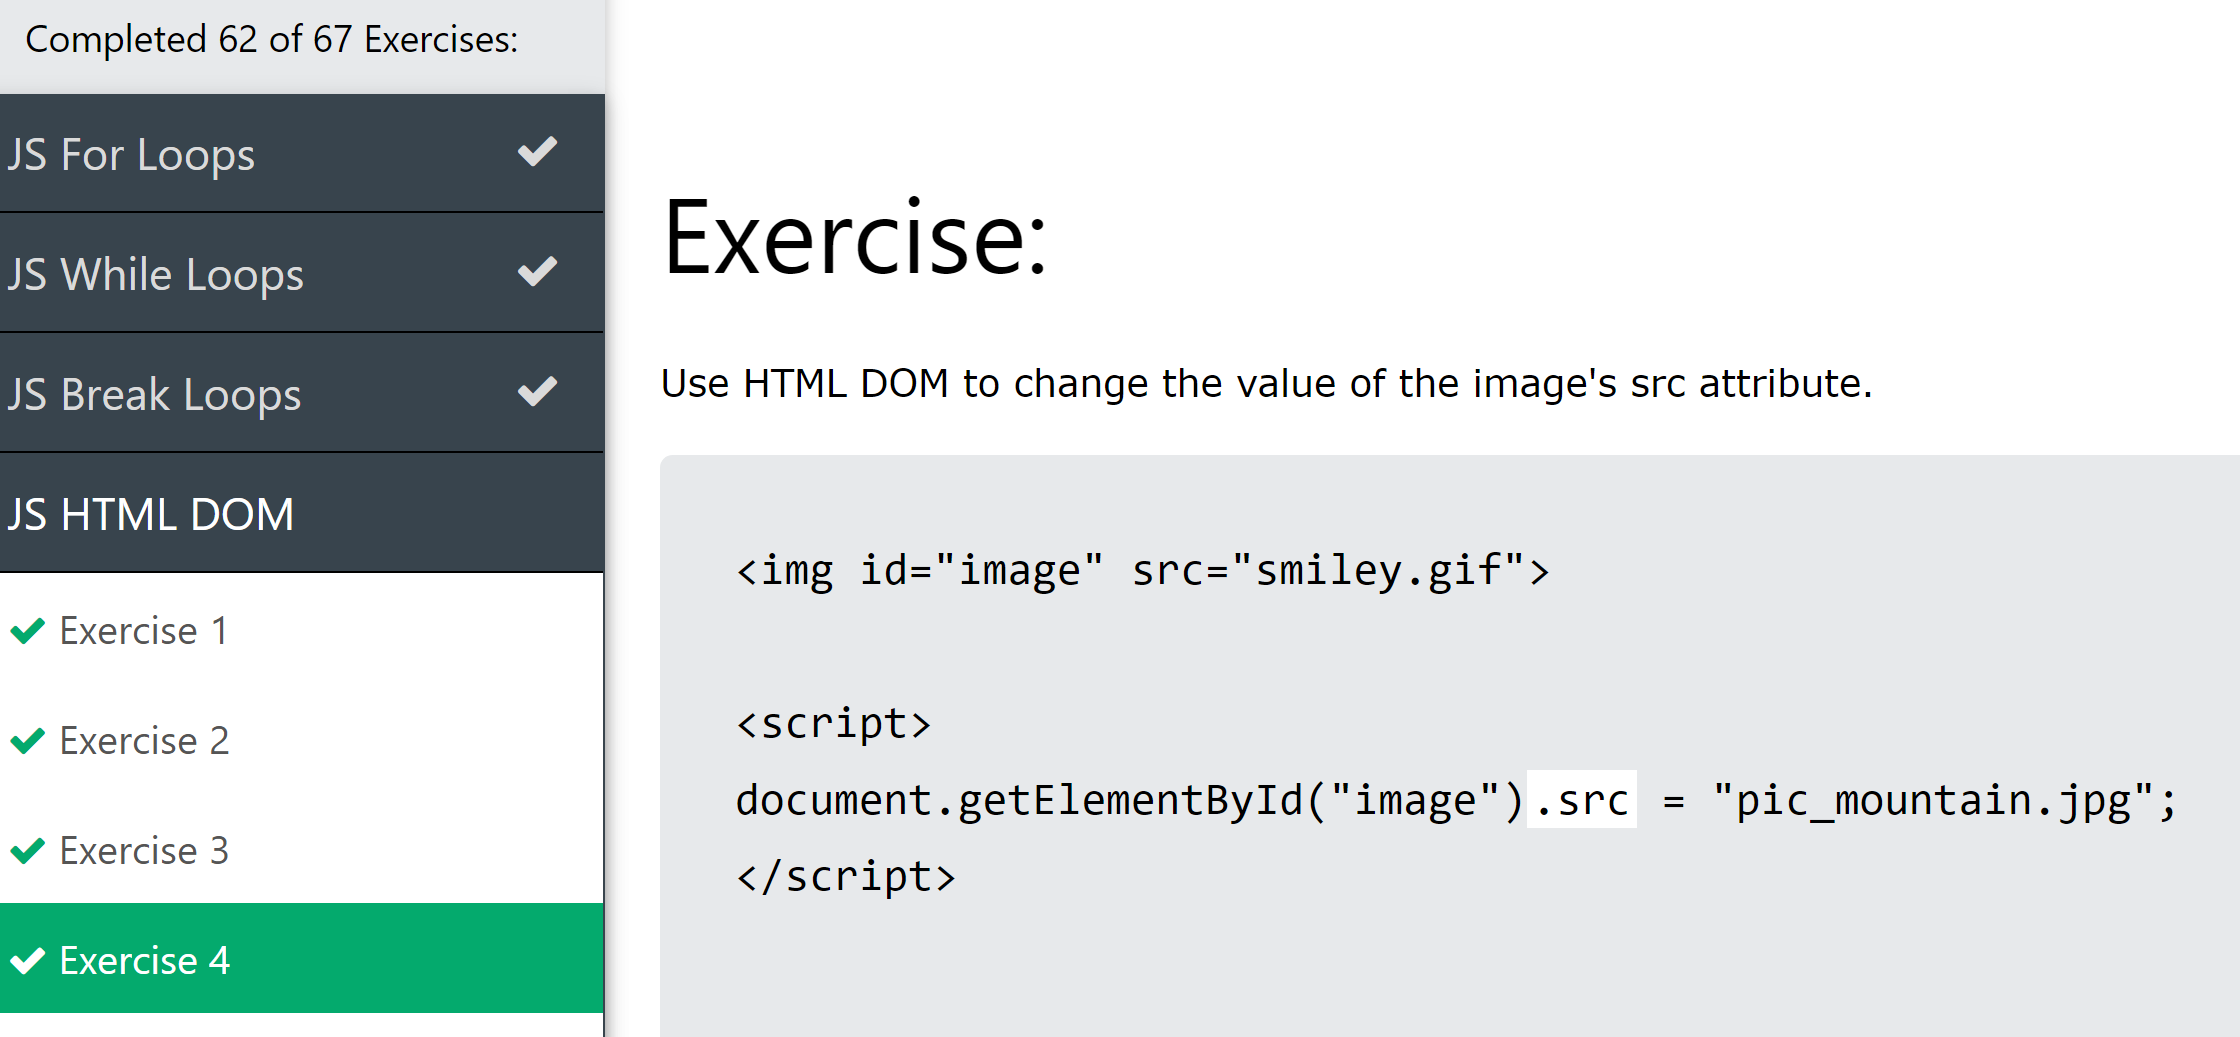 Completed 62 of 67 Exercises:
JS For Loops
JS While Loops
JS Break Loops
JS HTML DOM
Exercise 1
Exercise 2
Exercise 3
Exercise 4
Exercise:
Use HTML DOM to change the value of the image's src attribute.
<img id="image" src="smiley.gif">
<script>
document.getElementById("image").src = "pic_mountain.jpg";
</script>